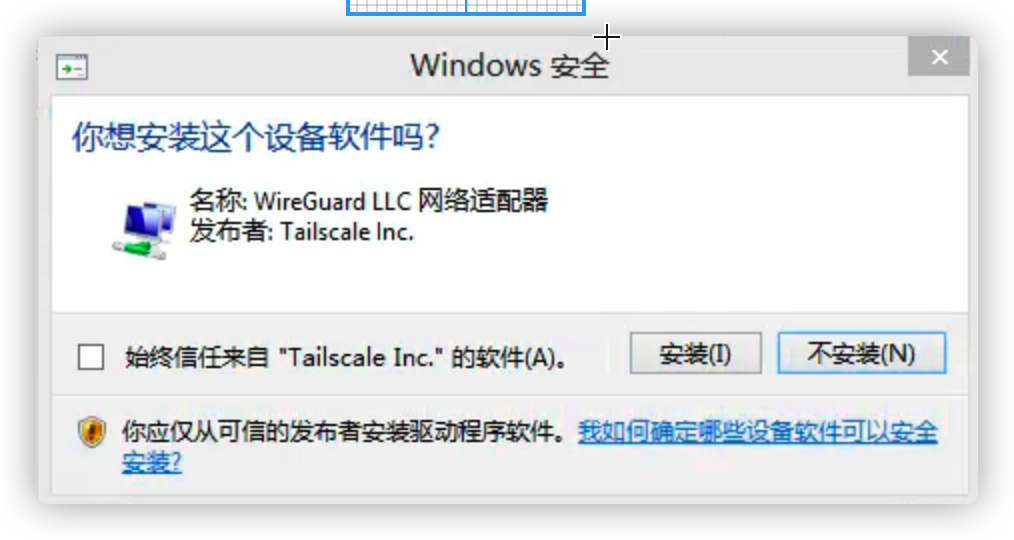 Windows 安全
你想安装这个设备软件吗?
名称: WireGuard LLC 网络适配器
发布者: Tailscale Inc.
始终信任来自 "Tailscale Inc." 的软件(A)。
安装(I)
不安装(N)
你应仅从可信的发布者安装驱动程序软件。我如何确定哪些设备软件可以安全
安装?